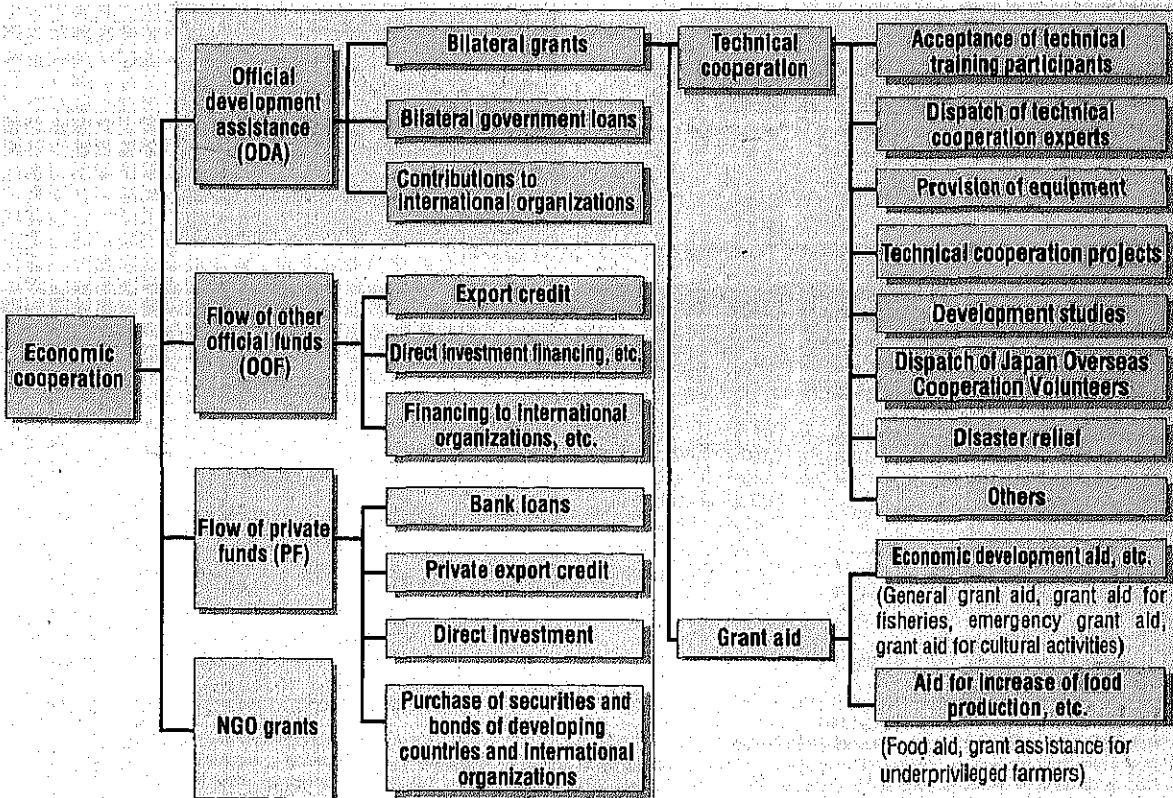 Economic
cooperation
Official
development
assistance
(ODA)
Bilateral grants
Bilateral government loans
Contributions to
international organizations
Technical
cooperation
Acceptance of technical
training participants
Dispatch of technical
cooperation experts
Provision of equipment
Technical cooperation projects
Development studies
Dispatch of Japan Overseas
Cooperation Volunteers
Disaster relief
Others
Grant aid
Economic development aid, etc.
(General grant aid, grant aid for
fisheries, emergency grant aid,
grant aid for cultural activities)
Aid for increase of food
production, etc.
(Food aid, grant assistance for
underprivileged farmers)
Flow of other
official funds
(OOF)
Export credit
Direct investment financing, etc.
Financing to international
organizations, etc.
Flow of private
funds (PF)
Bank loans
Private export credit
Direct investment
Purchase of securities and
bonds of developing
countries and international
organizations
NGO grants